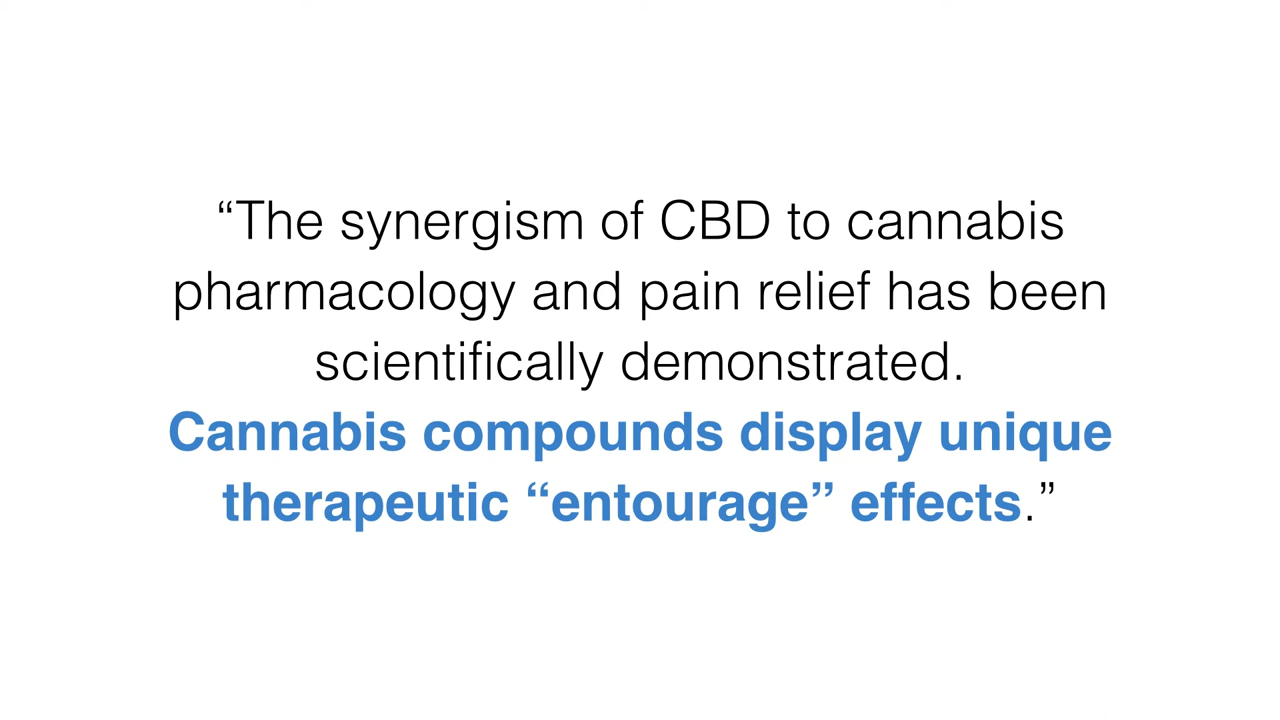 “The synergism of CBD to cannabis
pharmacology and pain relief has been
scientifically demonstrated.
Cannabis compounds display unique
therapeutic “entourage” effects.”